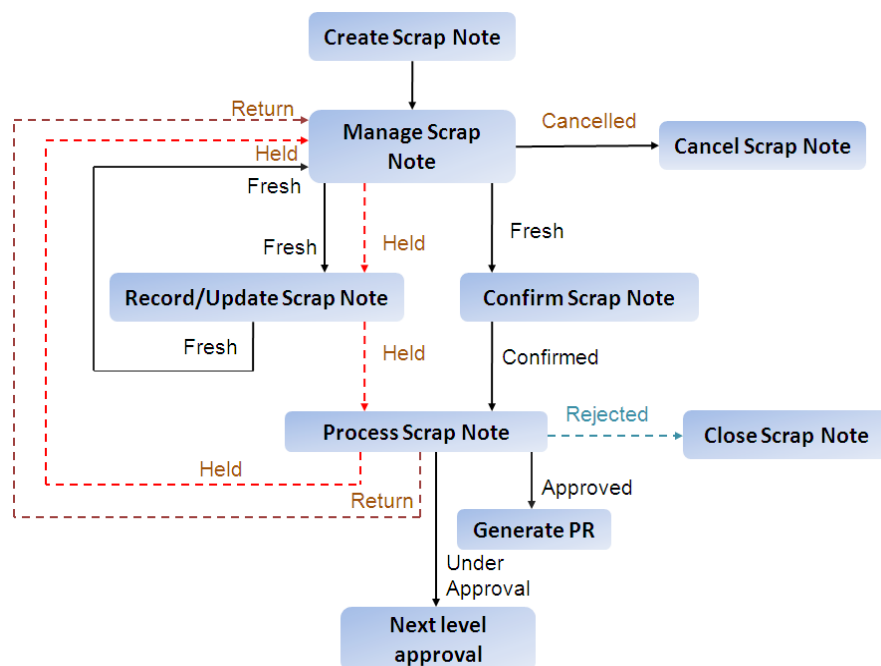 Create Scrap Note
Return
Manage Scrap
Note
Cancelled
Cancel Scrap Note
Held
Fresh
Fresh
Held
Fresh
Record/Update Scrap Note
Confirm Scrap Note
Fresh
Held
Confirmed
Process Scrap Note
Rejected
Close Scrap Note
Held
Return
Approved
Generate PR
Under
Approval
Next level
approval